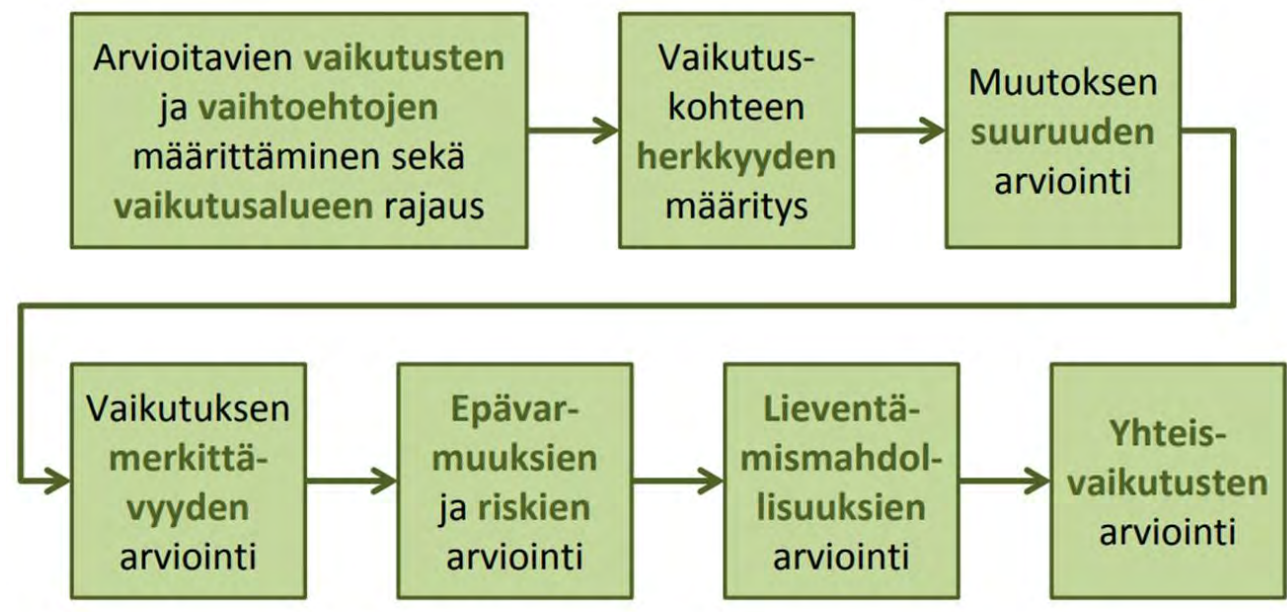 Arvioitavien vaikutusten
ja vaihtoehtojen
määrittäminen sekä
vaikutusalueen rajaus
Vaikutus-
kohteen
herkkyyden
määritys
Muutoksen
suuruuden
arviointi
Vaikutuksen
merkittä-
vyyden
arviointi
Epävar-
muuksien
ja riskien
arviointi
Lieventä-
mismahdol-
lisuuksien
arviointi
Yhteis-
vaikutusten
arviointi